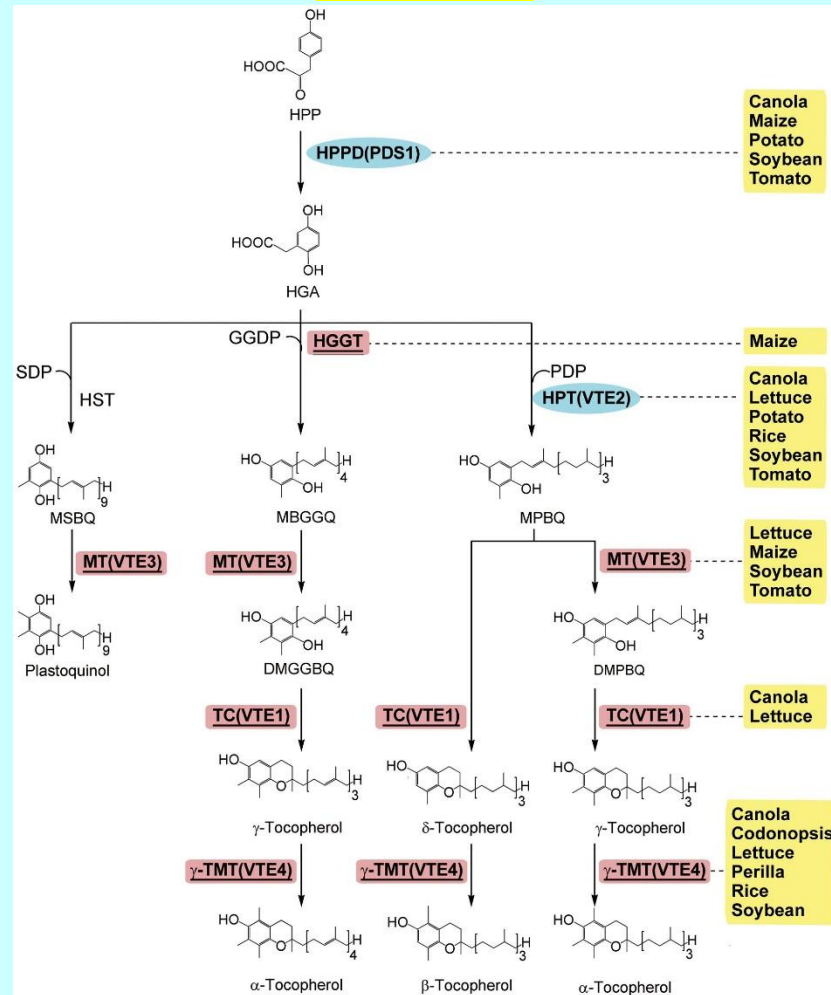 OH
HOOC
O
HPP
HPPD(PDS1)
Canola
Maize
Potato
Soybean
Tomato
OH
HOOC
OH
HGA
GGDP
HGGT
Maize
SDP
HST
PDP
HPT(VTE2)
Canola
Lettuce
Potato
Rice
Soybean
Tomato
OH
OH
H
9
MSBQ
HO
OH
H
4
MBGGQ
HO
OH
H
3
MPBQ
MT(VTE3)
MT(VTE3)
MT(VTE3)
Lettuce
Maize
Soybean
Tomato
OH
OH
H
9
Plastoquinol
HO
OH
H
4
DMGGBQ
HO
OH
H
3
DMPBQ
TC(VTE1)
TC(VTE1)
TC(VTE1)
Canola
Lettuce
HO
O
H
3
γ-Tocopherol
HO
O
H
3
δ-Tocopherol
HO
O
H
3
γ-Tocopherol
γ-TMT(VTE4)
γ-TMT(VTE4)
γ-TMT(VTE4)
Canola
Codonopsis
Lettuce
Perilla
Rice
Soybean
HO
O
H
4
α-Tocopherol
HO
O
H
3
β-Tocopherol
HO
O
H
3
α-Tocopherol